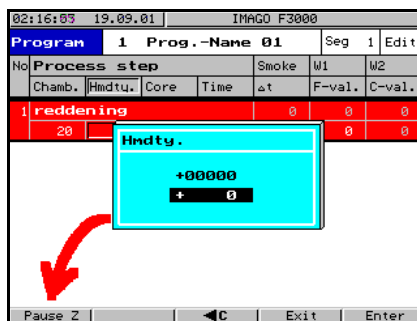 02:16:05 19.09.01 IMAGO F3000
Program 1 Prog.-Name 01 Seg 1 Edit
No Process step Smoke W1 W2
Chamb. Hmdty. Core Time △t F-val. C-val.
1 reddening 0 0 0
20 0 0
Hmdty.
+00000
+ 0
Pause Z ◀C Exit Enter